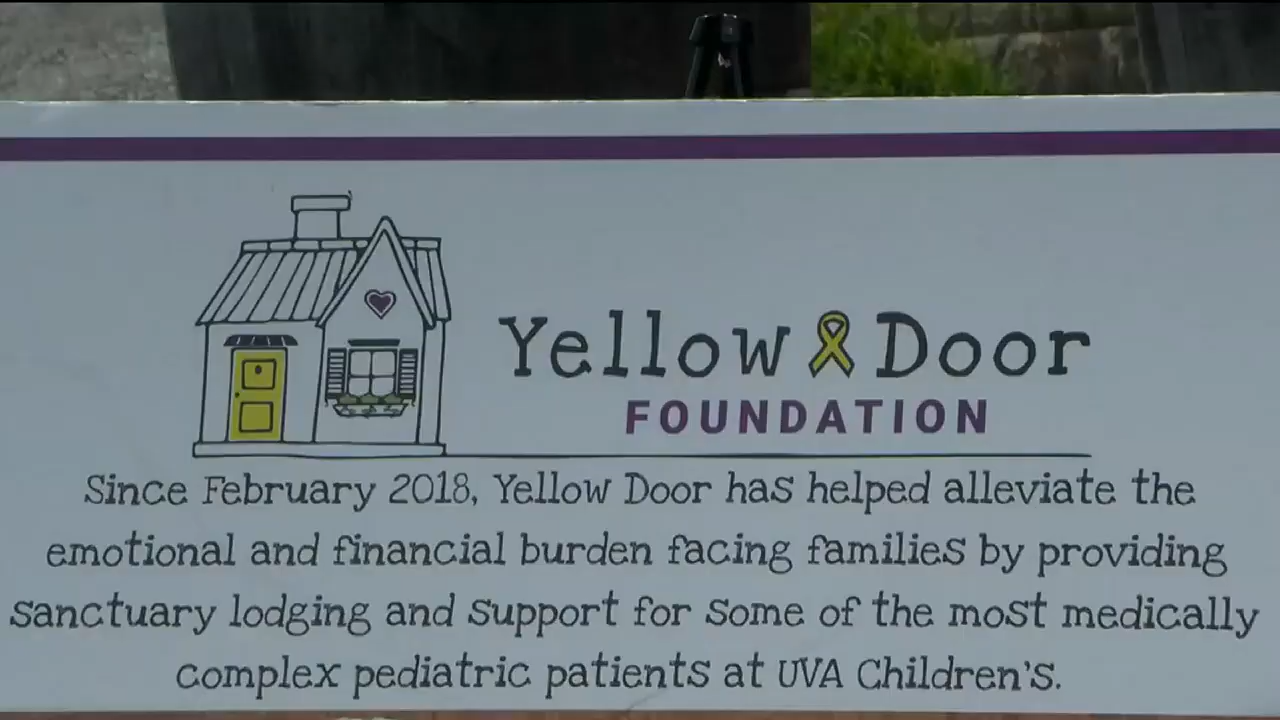 Yellow Door
FOUNDATION
Since February 2018, Yellow Door has helped alleviate the
emotional and financial burden facing families by providing
sanctuary lodging and support for some of the most medically
complex pediatric patients at UVA Children's.